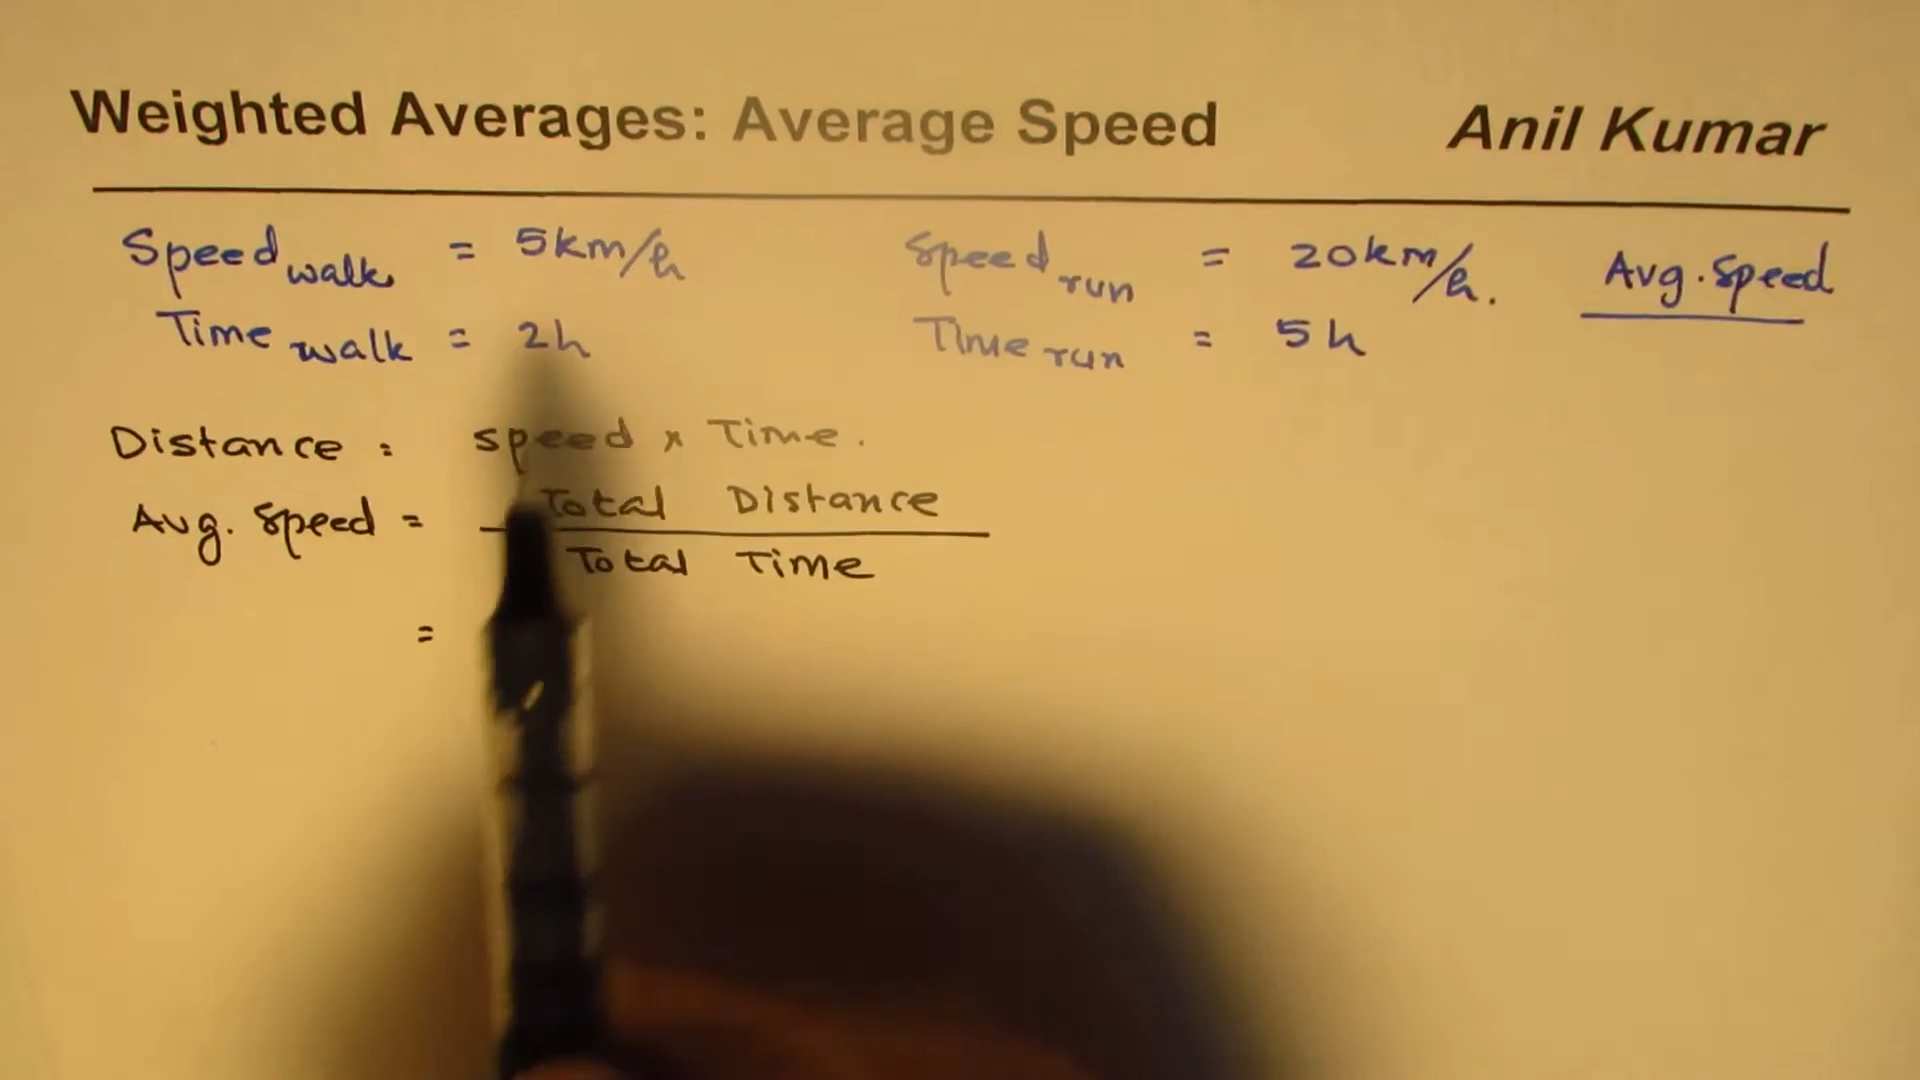 Weighted Averages: Average Speed Anil Kumar
Speed walk = 5km/h Speed run = 20km/h. Avg. Speed
Time walk = 2h Time run = 5h
Distance = speed x Time.
Avg. Speed = Total Distance
Total Time
=